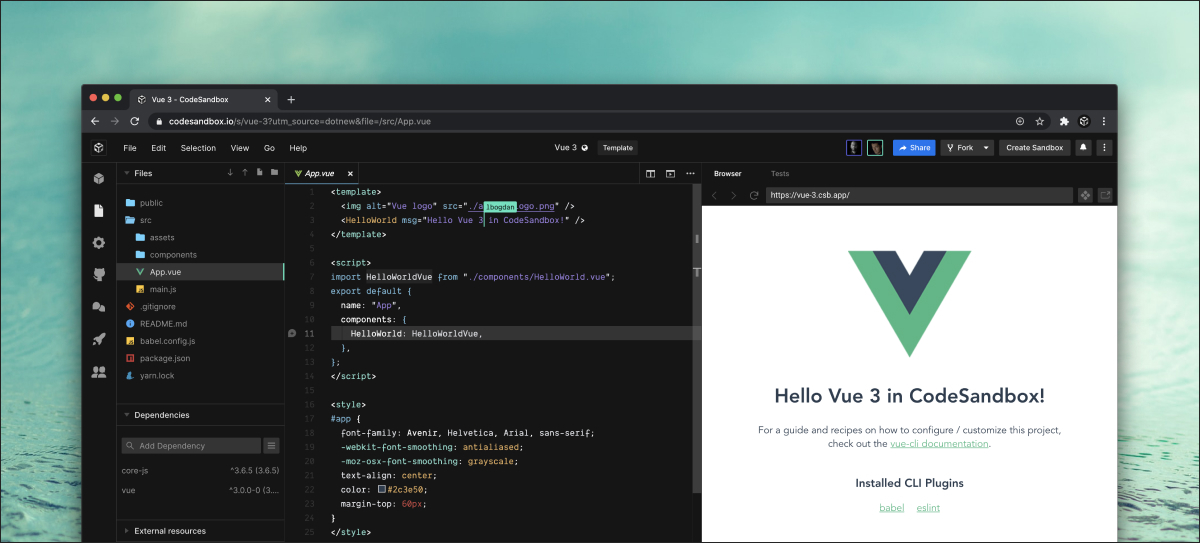 Vue 3 - CodeSandbox
codesandbox.io/s/vue-3?utm_source=dotnew&file=/src/App.vue
File Edit Selection View Go Help
Vue 3 Template
Share Fork Create Sandbox
Files
public
src
assets
components
App.vue
main.js
.gitignore
README.md
babel.config.js
package.json
yarn.lock
Dependencies
Add Dependency
core-js ^3.6.5 (3.6.5)
vue ^3.0.0-0 (3....
External resources
App.vue
1 <template>
2 <img alt="Vue logo" src="./a lbogdan ogo.png" />
3 <HelloWorld msg="Hello Vue 3 in CodeSandbox!" />
4 </template>
5
6 <script>
7 import HelloWorldVue from "./components/HelloWorld.vue";
8 export default {
9 name: "App",
10 components: {
11 HelloWorld: HelloWorldVue,
12 },
13 };
14 </script>
15
16 <style>
17 #app {
18 font-family: Avenir, Helvetica, Arial, sans-serif;
19 -webkit-font-smoothing: antialiased;
20 -moz-osx-font-smoothing: grayscale;
21 text-align: center;
22 color: #2c3e50;
23 margin-top: 60px;
24 }
25 </style>
Browser Tests
https://vue-3.csb.app/
Hello Vue 3 in CodeSandbox!
For a guide and recipes on how to configure / customize this project,
check out the vue-cli documentation.
Installed CLI Plugins
babel eslint